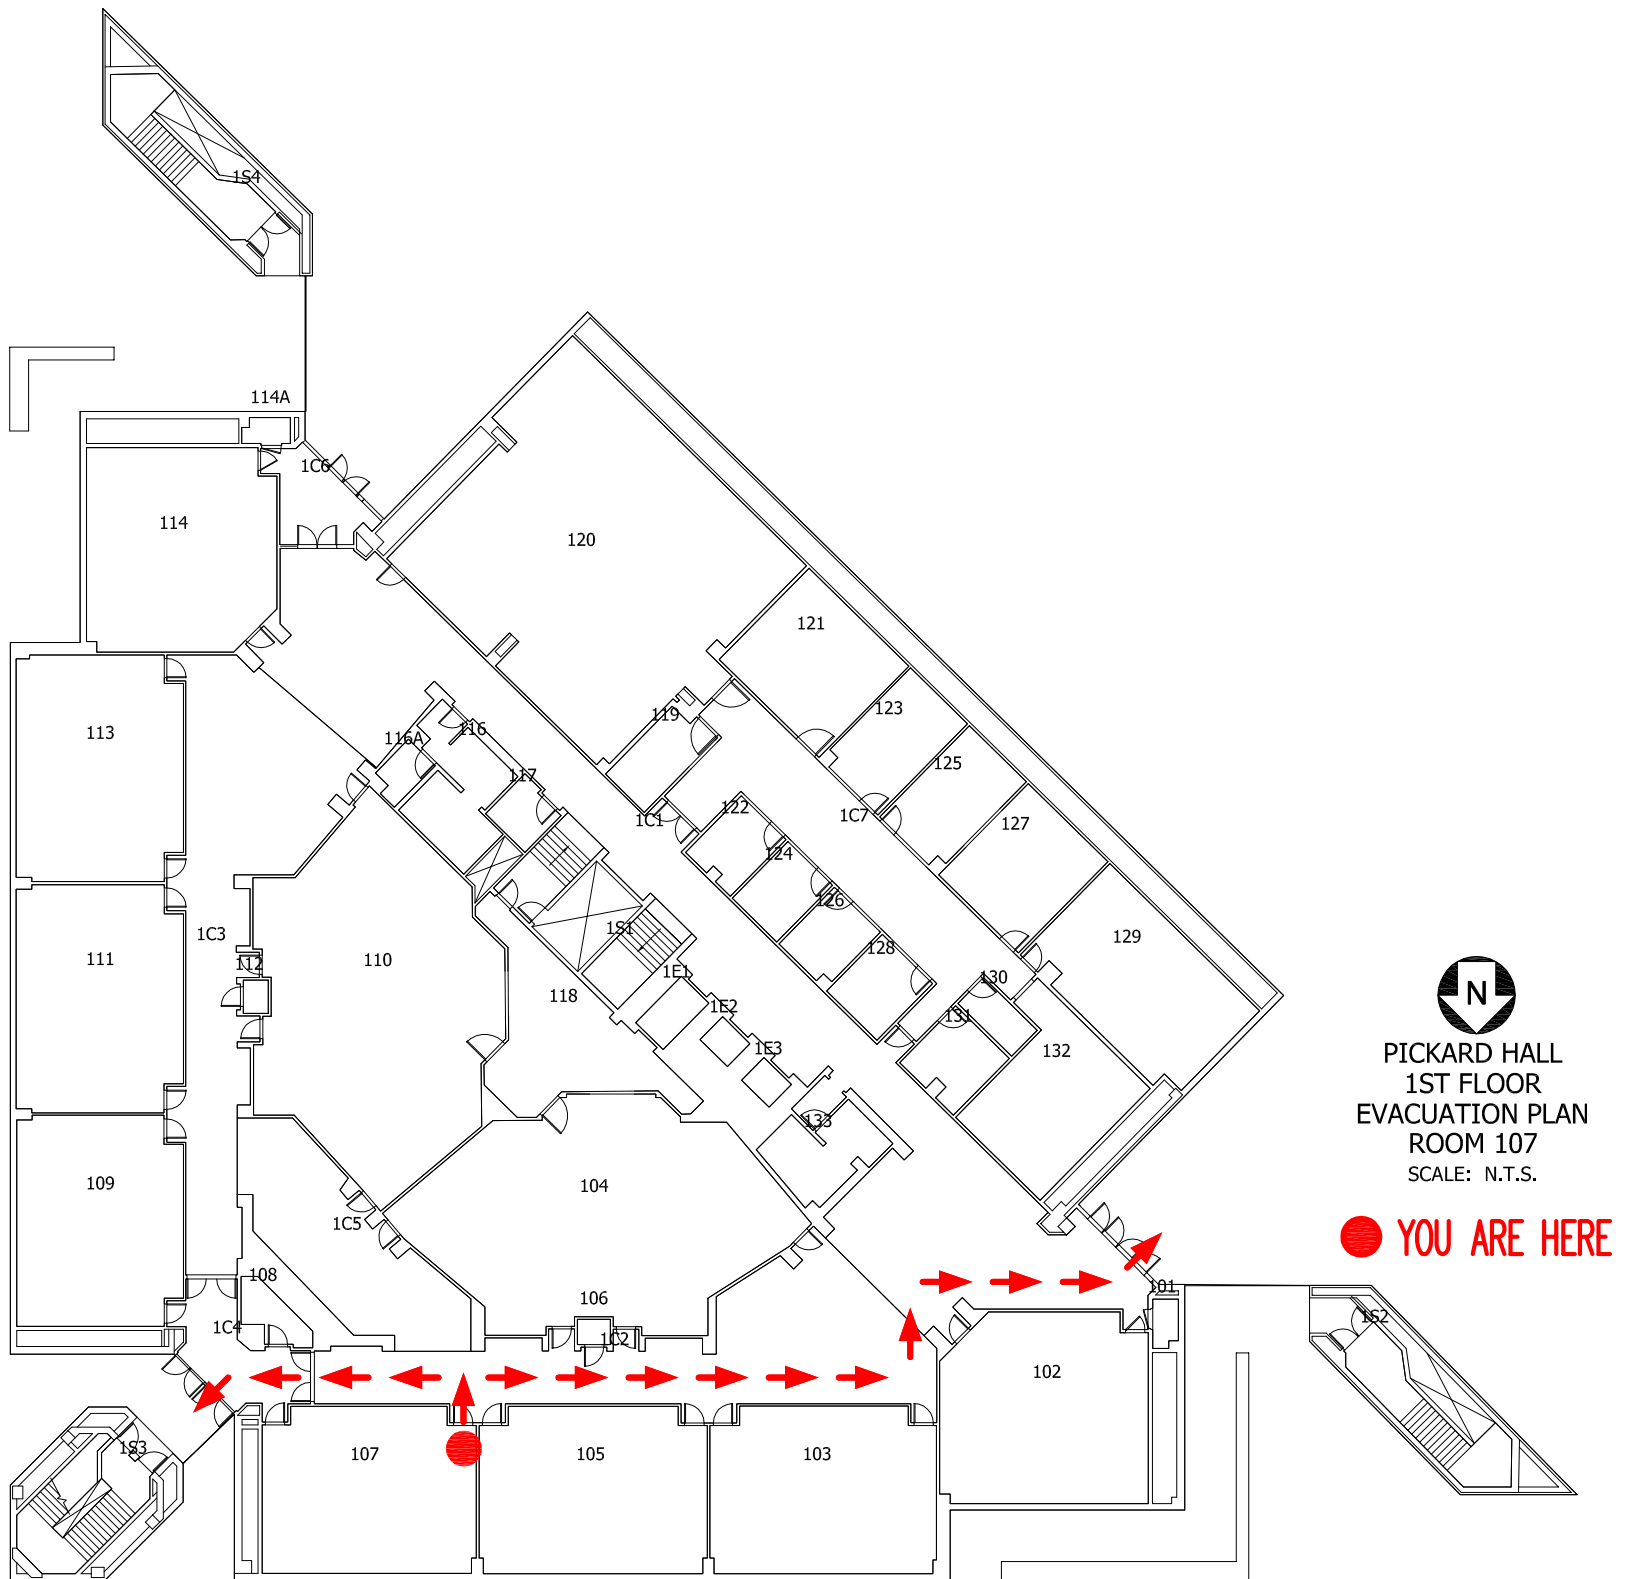 1S4
114A
1C6
114
120
121
113
116A
116
119
123
117
125
122
1C1
1C7
127
124
126
1C3
1S1
128
129
112
110
111
118
1E1
130
N
1E2
131
1E3
132
PICKARD HALL
1ST FLOOR
EVACUATION PLAN
ROOM 107
SCALE: N.T.S.
133
109
104
1C5
YOU ARE HERE
108
101
106
1C4
1C2
1S2
102
1S3
107
105
103